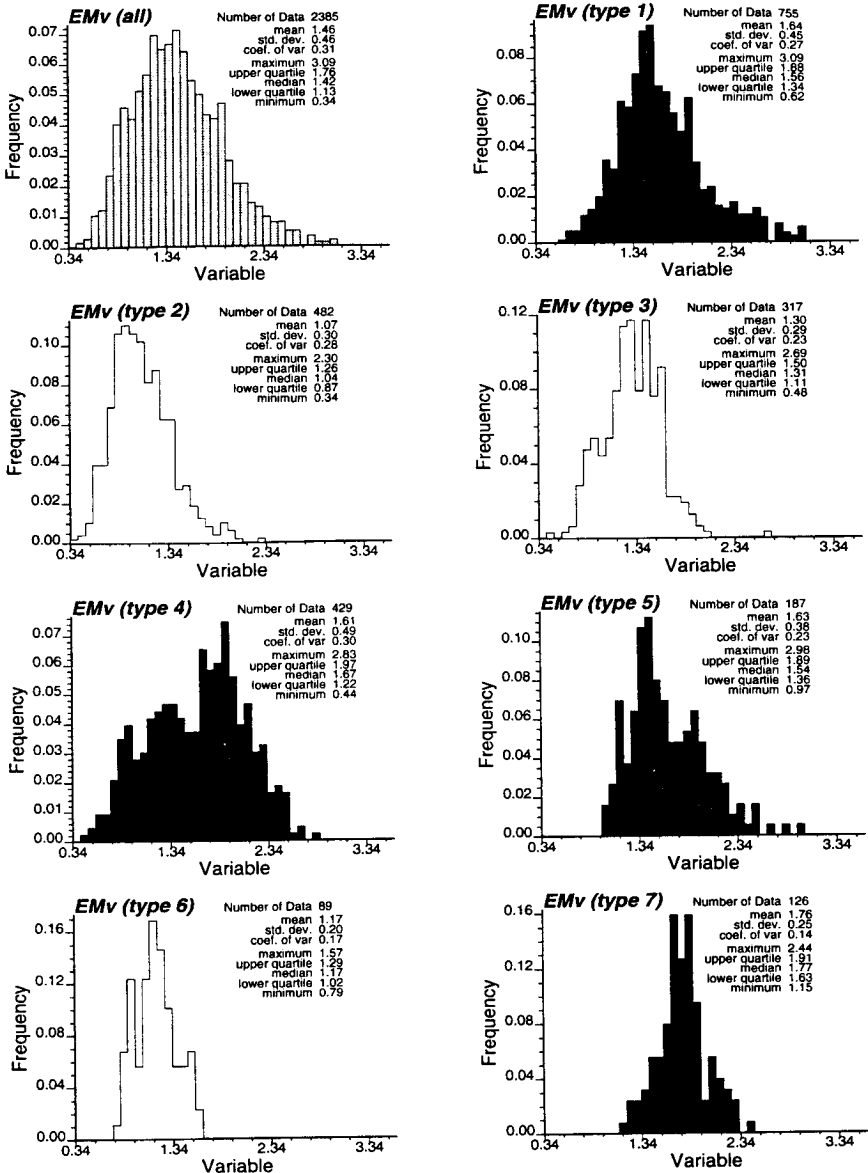 EMv (all)
Number of Data 2385
mean 1.46
std. dev. 0.46
coef. of var 0.31
maximum 3.09
upper quartile 1.76
median 1.42
lower quartile 1.13
minimum 0.34
Frequency
0.07
0.06
0.05
0.04
0.03
0.02
0.01
0.00
0.34 1.34 2.34 3.34
Variable
EMv (type 1)
Number of Data 755
mean 1.64
std. dev. 0.45
coef. of var 0.27
maximum 3.09
upper quartile 1.88
median 1.56
lower quartile 1.34
minimum 0.62
Frequency
0.08
0.06
0.04
0.02
0.00
0.34 1.34 2.34 3.34
Variable
EMv (type 2)
Number of Data 482
mean 1.07
std. dev. 0.30
coef. of var 0.28
maximum 2.30
upper quartile 1.26
median 1.04
lower quartile 0.87
minimum 0.34
Frequency
0.10
0.08
0.06
0.04
0.02
0.00
0.34 1.34 2.34 3.34
Variable
EMv (type 3)
Number of Data 317
mean 1.30
std. dev. 0.29
coef. of var 0.23
maximum 2.69
upper quartile 1.50
median 1.31
lower quartile 1.11
minimum 0.48
Frequency
0.12
0.08
0.04
0.00
0.34 1.34 2.34 3.34
Variable
EMv (type 4)
Number of Data 429
mean 1.61
std. dev. 0.49
coef. of var 0.30
maximum 2.83
upper quartile 1.97
median 1.67
lower quartile 1.22
minimum 0.44
Frequency
0.07
0.06
0.05
0.04
0.03
0.02
0.01
0.00
0.34 1.34 2.34 3.34
Variable
EMv (type 5)
Number of Data 187
mean 1.63
std. dev. 0.38
coef. of var 0.23
maximum 2.98
upper quartile 1.89
median 1.54
lower quartile 1.36
minimum 0.97
Frequency
0.10
0.08
0.06
0.04
0.02
0.00
0.34 1.34 2.34 3.34
Variable
EMv (type 6)
Number of Data 89
mean 1.17
std. dev. 0.20
coef. of var 0.17
maximum 1.57
upper quartile 1.29
median 1.17
lower quartile 1.02
minimum 0.79
Frequency
0.16
0.12
0.08
0.04
0.00
0.34 1.34 2.34 3.34
Variable
EMv (type 7)
Number of Data 126
mean 1.76
std. dev. 0.25
coef. of var 0.14
maximum 2.44
upper quartile 1.91
median 1.77
lower quartile 1.63
minimum 1.15
Frequency
0.16
0.12
0.08
0.04
0.00
0.34 1.34 2.34 3.34
Variable